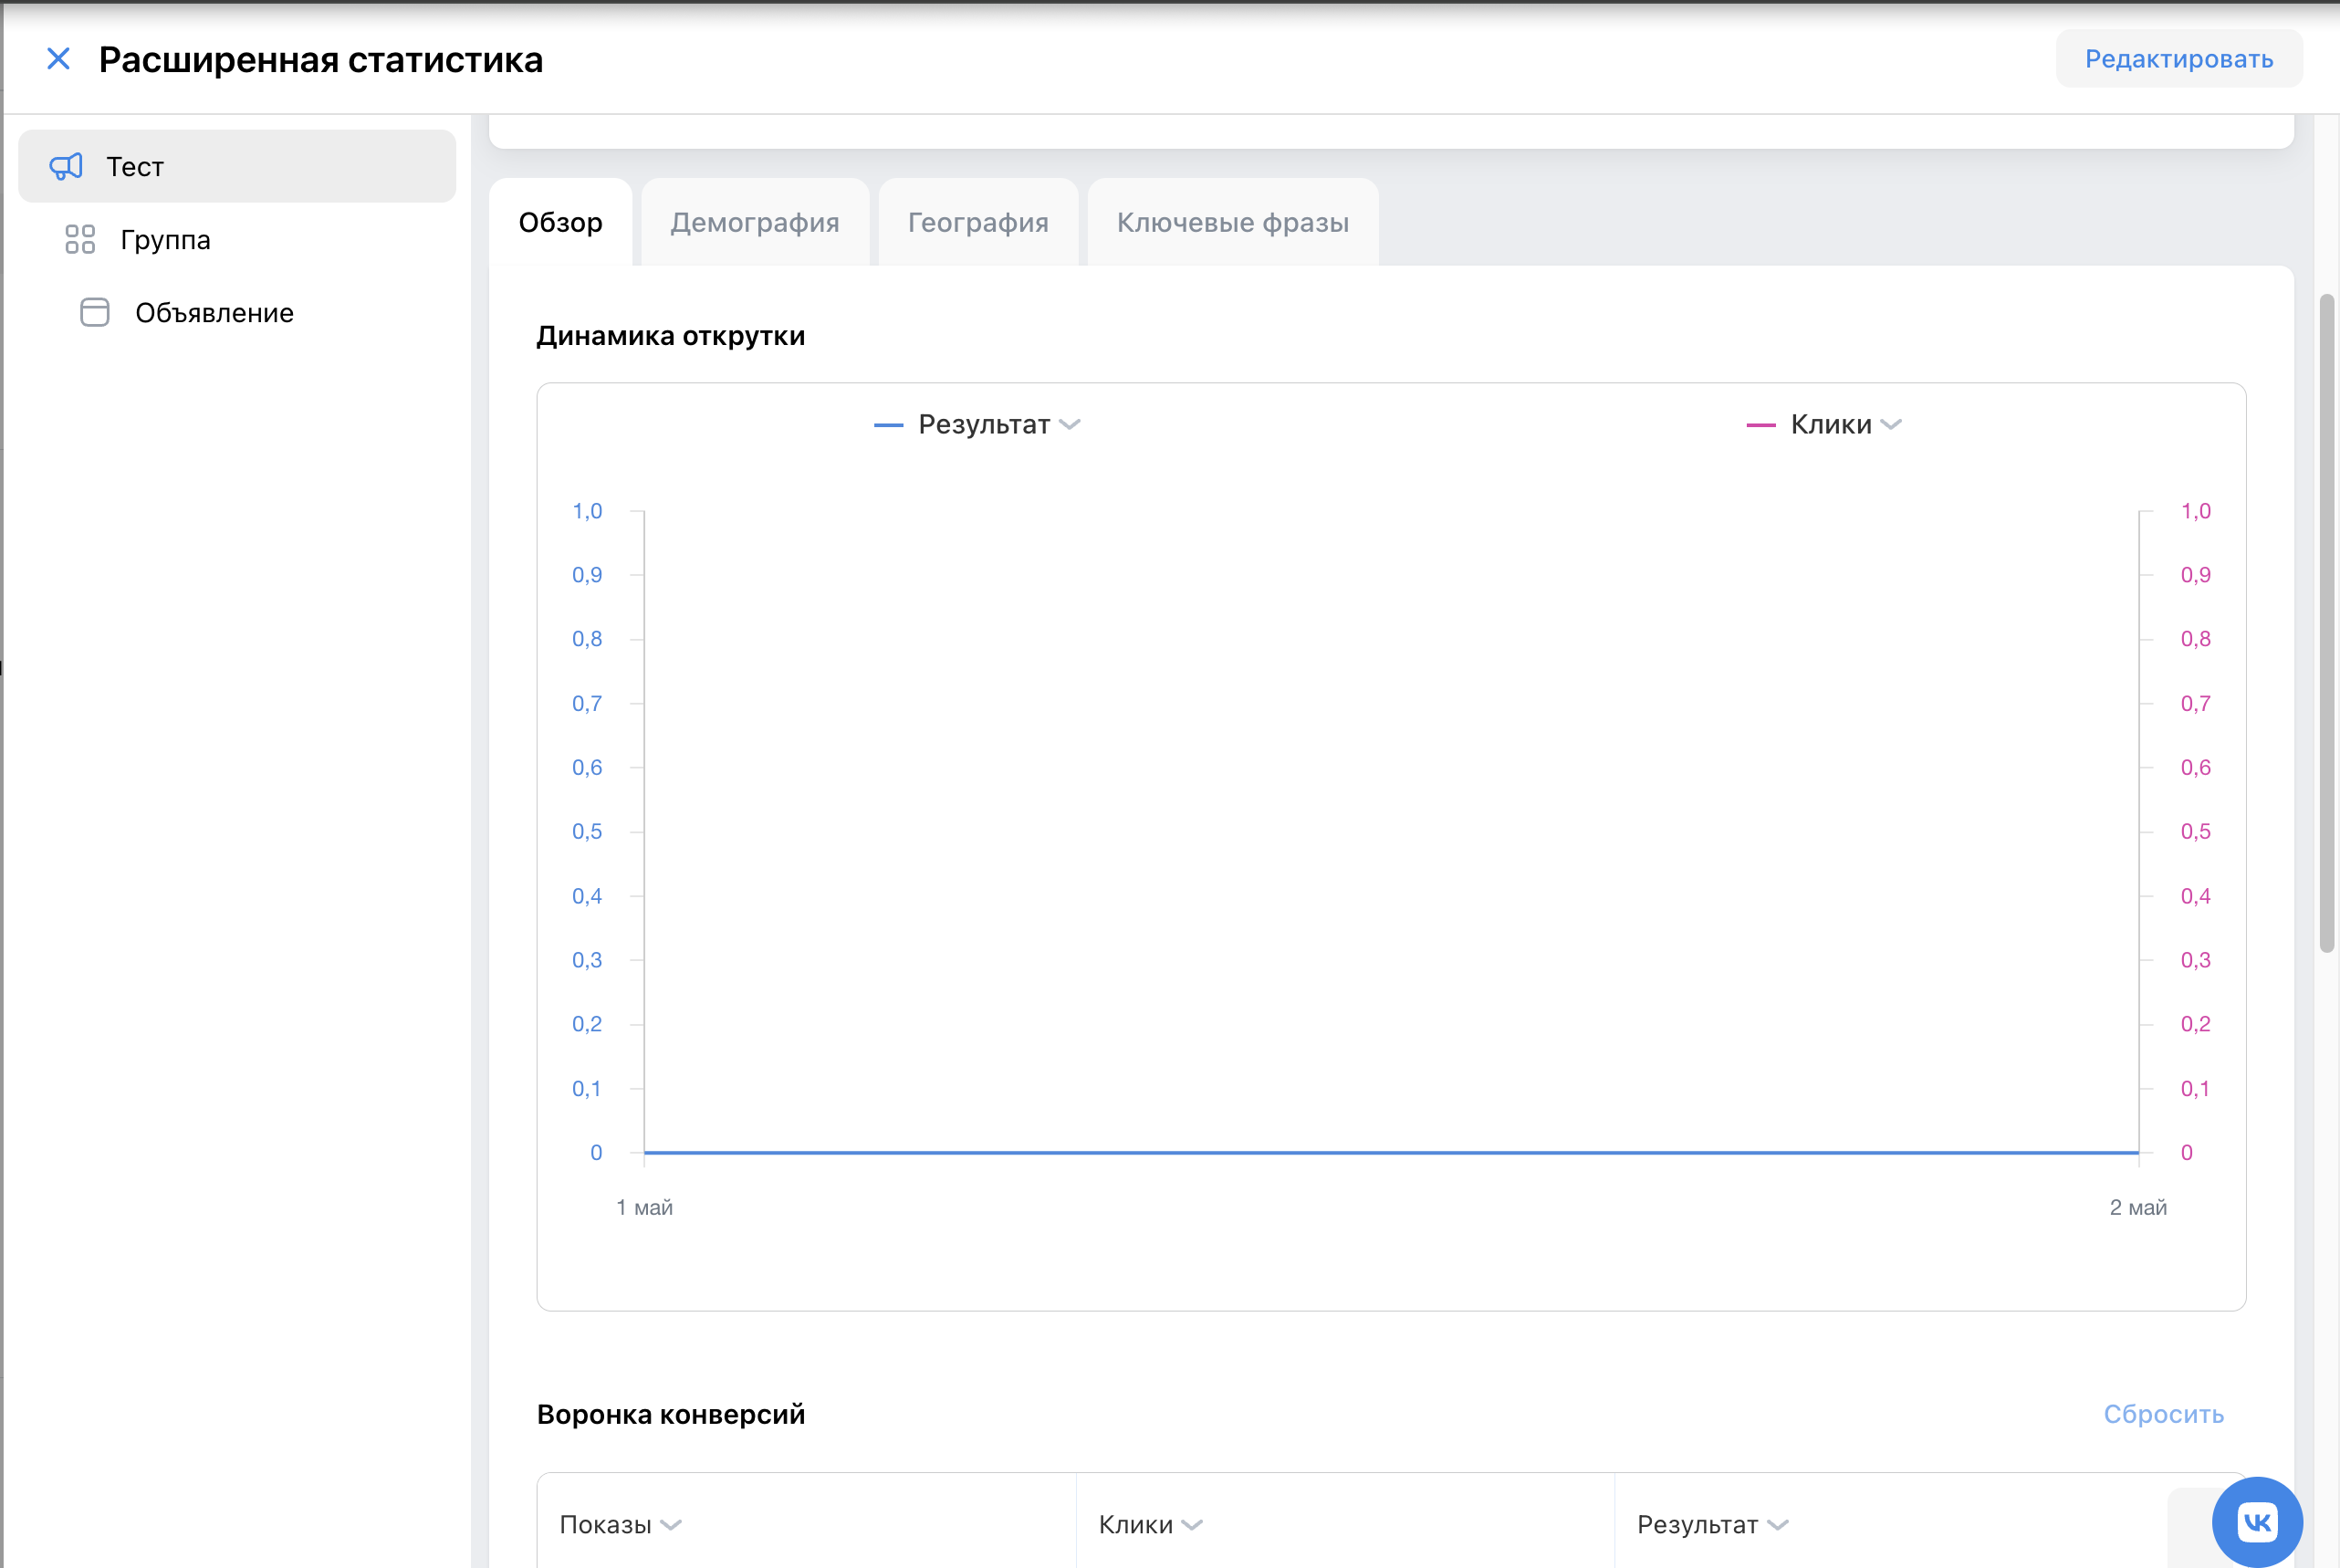 Расширенная статистика
Редактировать
Тест
Группа
Объявление
Обзор
Демография
География
Ключевые фразы
Динамика открутки
Результат
Клики
1,0
0,9
0,8
0,7
0,6
0,5
0,4
0,3
0,2
0,1
0
1,0
0,9
0,8
0,7
0,6
0,5
0,4
0,3
0,2
0,1
0
1 май
2 май
Воронка конверсий
Сбросить
Показы
Клики
Результат
VK